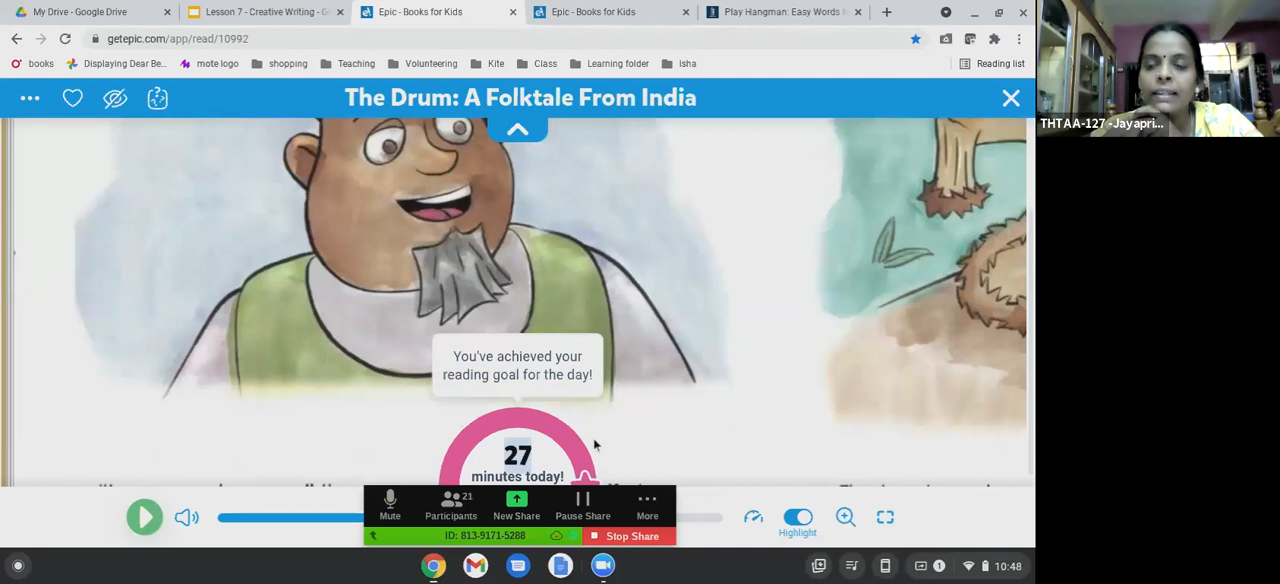 My Drive - Google Drive
Lesson 7 - Creative Writing - G
Epic - Books for Kids
Epic - Books for Kids
Play Hangman: Easy Words
getepic.com/app/read/10992
books
Displaying Dear Be...
mote logo
shopping
Teaching
Volunteering
Kite
Class
Learning folder
Isha
Reading list
The Drum: A Folktale From India
THTAA-127 -Jayapri...
You've achieved your
reading goal for the day!
27
minutes today!
Mute
Participants
21
New Share
Pause Share
More
ID: 813-9171-5288
Stop Share
Highlight
1
10:48